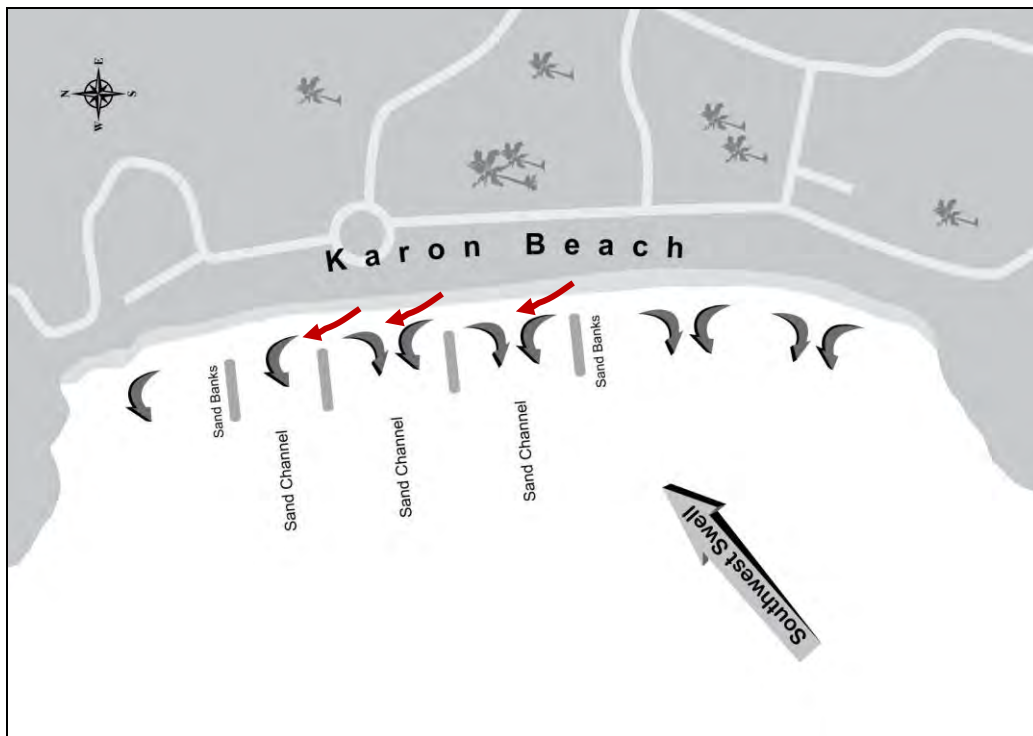 E
N
S
W
Karon Beach
Sand Banks
Sand Banks
Sand Channel
Sand Channel
Sand Channel
Southwest Swell